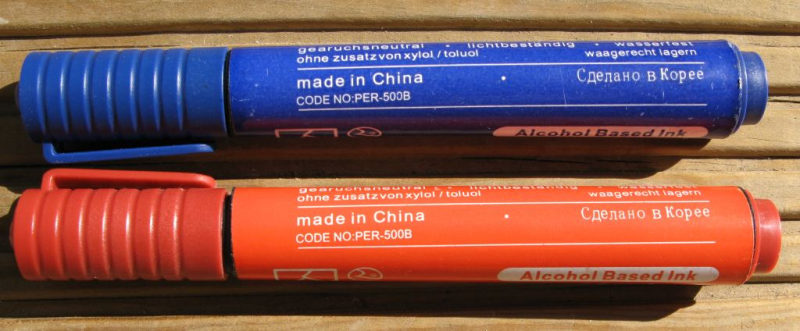 gearuchsneutral · lichtbeständig · wasserfest
ohne zusatz von xylol / toluol waagerecht lagern
made in China · Сделано в Корее
CODE NO:PER-500B
Alcohol Based Ink
gearuchsneutral · lichtbeständig · wasserfest
ohne zusatz von xylol / toluol waagerecht lagern
made in China · Сделано в Корее
CODE NO:PER-500B
Alcohol Based Ink